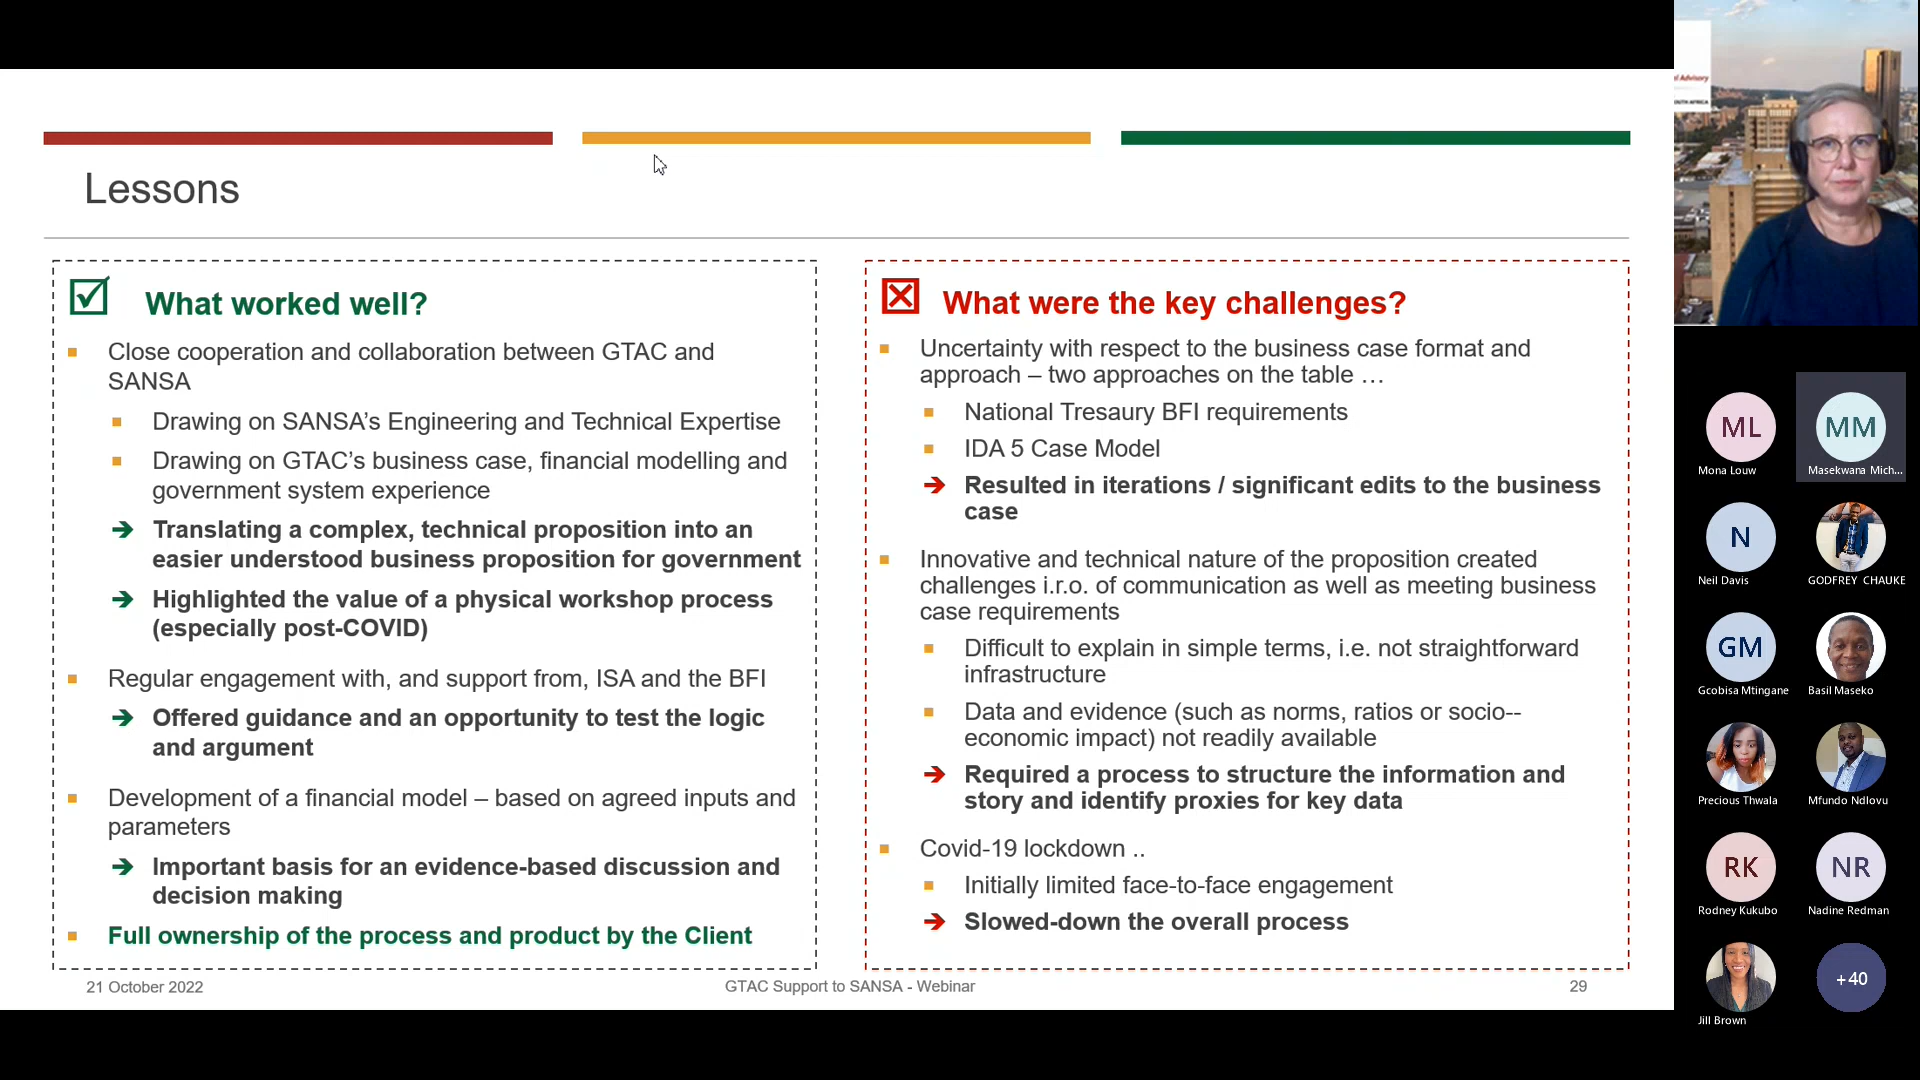 Lessons
What worked well?
Close cooperation and collaboration between GTAC and
SANSA
Drawing on SANSA’s Engineering and Technical Expertise
Drawing on GTAC’s business case, financial modelling and
government system experience
Translating a complex, technical proposition into an
easier understood business proposition for government
Highlighted the value of a physical workshop process
(especially post-COVID)
Regular engagement with, and support from, ISA and the BFI
Offered guidance and an opportunity to test the logic
and argument
Development of a financial model – based on agreed inputs and
parameters
Important basis for an evidence-based discussion and
decision making
Full ownership of the process and product by the Client
What were the key challenges?
Uncertainty with respect to the business case format and
approach – two approaches on the table …
National Tresaury BFI requirements
IDA 5 Case Model
Resulted in iterations / significant edits to the business
case
Innovative and technical nature of the proposition created
challenges i.r.o. of communication as well as meeting business
case requirements
Difficult to explain in simple terms, i.e. not straightforward
infrastructure
Data and evidence (such as norms, ratios or socio--
economic impact) not readily available
Required a process to structure the information and
story and identify proxies for key data
Covid-19 lockdown ..
Initially limited face-to-face engagement
Slowed-down the overall process
21 October 2022
GTAC Support to SANSA - Webinar
29
Advisory
ML
Mona Louw
MM
Masekwana Mich...
N
Neil Davis
GODFREY CHAUKE
GM
Gcobisa Mtingane
Basil Maseko
Precious Thwala
Mfundo Ndlovu
RK
Rodney Kukubo
NR
Nadine Redman
Jill Brown
+40